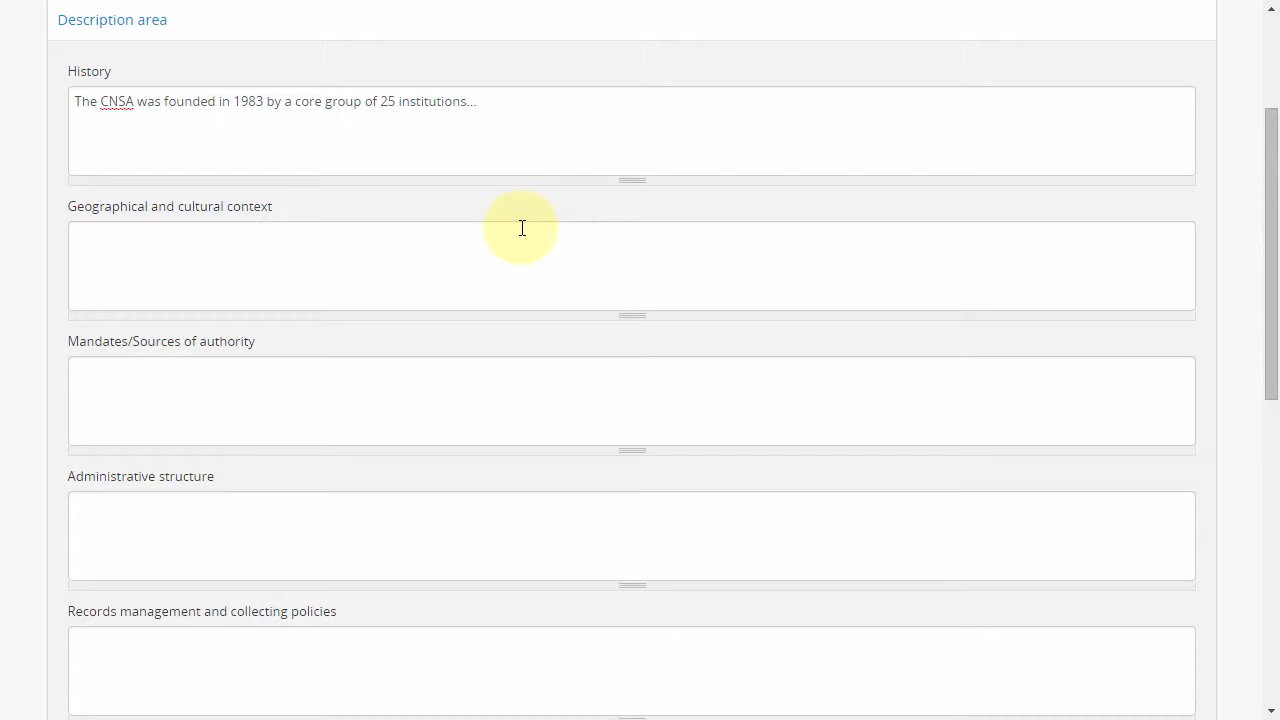 Description area
History
The CNSA was founded in 1983 by a core group of 25 institutions...
Geographical and cultural context
Mandates/Sources of authority
Administrative structure
Records management and collecting policies